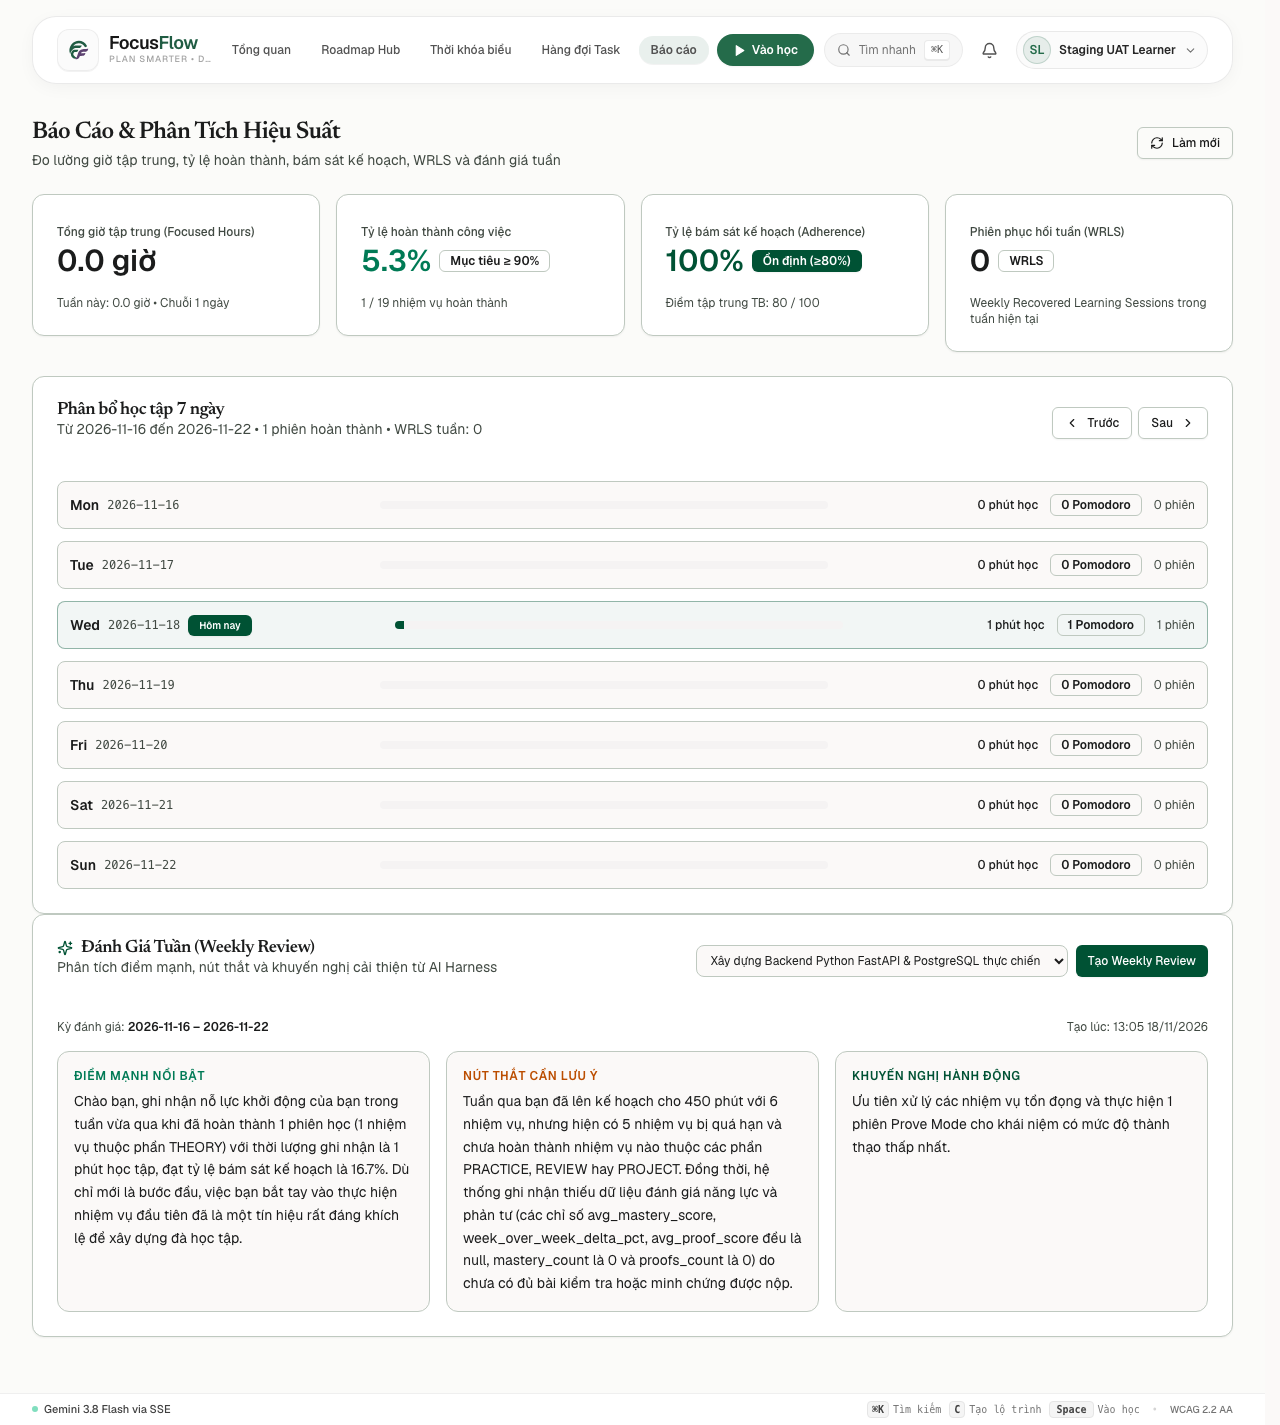 FocusFlow
PLAN SMARTER • D…
Tổng quan
Roadmap Hub
Thời khóa biểu
Hàng đợi Task
Báo cáo
Vào học
Tìm nhanh
⌘K
SL
Staging UAT Learner
Báo Cáo & Phân Tích Hiệu Suất
Đo lường giờ tập trung, tỷ lệ hoàn thành, bám sát kế hoạch, WRLS và đánh giá tuần
Làm mới
Tổng giờ tập trung (Focused Hours)
0.0 giờ
Tuần này: 0.0 giờ • Chuỗi 1 ngày
Tỷ lệ hoàn thành công việc
5.3%
Mục tiêu ≥ 90%
1 / 19 nhiệm vụ hoàn thành
Tỷ lệ bám sát kế hoạch (Adherence)
100%
Ổn định (≥80%)
Điểm tập trung TB: 80 / 100
Phiên phục hồi tuần (WRLS)
0
WRLS
Weekly Recovered Learning Sessions trong
tuần hiện tại
Phân bổ học tập 7 ngày
Từ 2026-11-16 đến 2026-11-22 • 1 phiên hoàn thành • WRLS tuần: 0
Trước
Sau
Mon 2026-11-16 0 phút học 0 Pomodoro 0 phiên
Tue 2026-11-17 0 phút học 0 Pomodoro 0 phiên
Wed 2026-11-18 Hôm nay 1 phút học 1 Pomodoro 1 phiên
Thu 2026-11-19 0 phút học 0 Pomodoro 0 phiên
Fri 2026-11-20 0 phút học 0 Pomodoro 0 phiên
Sat 2026-11-21 0 phút học 0 Pomodoro 0 phiên
Sun 2026-11-22 0 phút học 0 Pomodoro 0 phiên
Đánh Giá Tuần (Weekly Review)
Phân tích điểm mạnh, nút thắt và khuyến nghị cải thiện từ AI Harness
Xây dựng Backend Python FastAPI & PostgreSQL thực chiến
Tạo Weekly Review
Kỳ đánh giá: 2026-11-16 – 2026-11-22
Tạo lúc: 13:05 18/11/2026
ĐIỂM MẠNH NỔI BẬT
Chào bạn, ghi nhận nỗ lực khởi động của bạn trong
tuần vừa qua khi đã hoàn thành 1 phiên học (1 nhiệm
vụ thuộc phần THEORY) với thời lượng ghi nhận là 1
phút học tập, đạt tỷ lệ bám sát kế hoạch là 16.7%. Dù
chỉ mới là bước đầu, việc bạn bắt tay vào thực hiện
nhiệm vụ đầu tiên đã là một tín hiệu rất đáng khích
lệ để xây dựng đà học tập.
NÚT THẮT CẦN LƯU Ý
Tuần qua bạn đã lên kế hoạch cho 450 phút với 6
nhiệm vụ, nhưng hiện có 5 nhiệm vụ bị quá hạn và
chưa hoàn thành nhiệm vụ nào thuộc các phần
PRACTICE, REVIEW hay PROJECT. Đồng thời, hệ
thống ghi nhận thiếu dữ liệu đánh giá năng lực và
phản tư (các chỉ số avg_mastery_score,
week_over_week_delta_pct, avg_proof_score đều là
null, mastery_count là 0 và proofs_count là 0) do
chưa có đủ bài kiểm tra hoặc minh chứng được nộp.
KHUYẾN NGHỊ HÀNH ĐỘNG
Ưu tiên xử lý các nhiệm vụ tồn đọng và thực hiện 1
phiên Prove Mode cho khái niệm có mức độ thành
thạo thấp nhất.
Gemini 3.8 Flash via SSE
⌘K Tìm kiếm C Tạo lộ trình Space Vào học • WCAG 2.2 AA